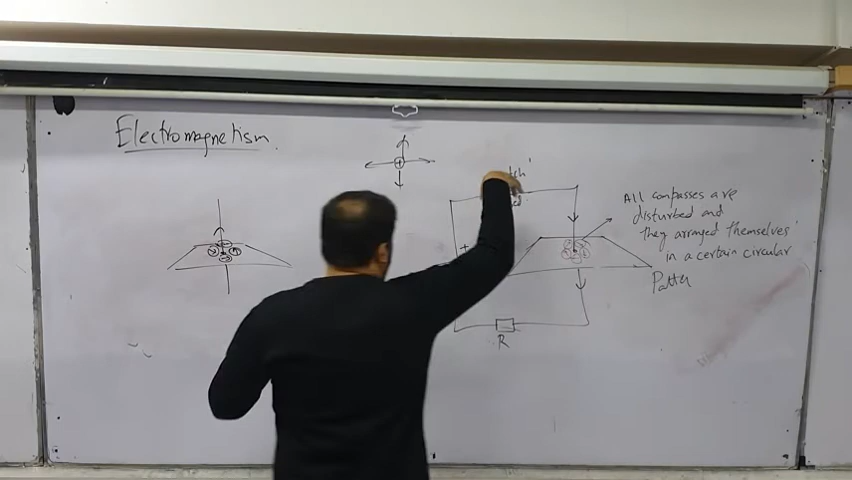 Electromagnetism.
+
+
R
All compasses are
disturbed and
they arranged themselves
in a certain circular
Pattern